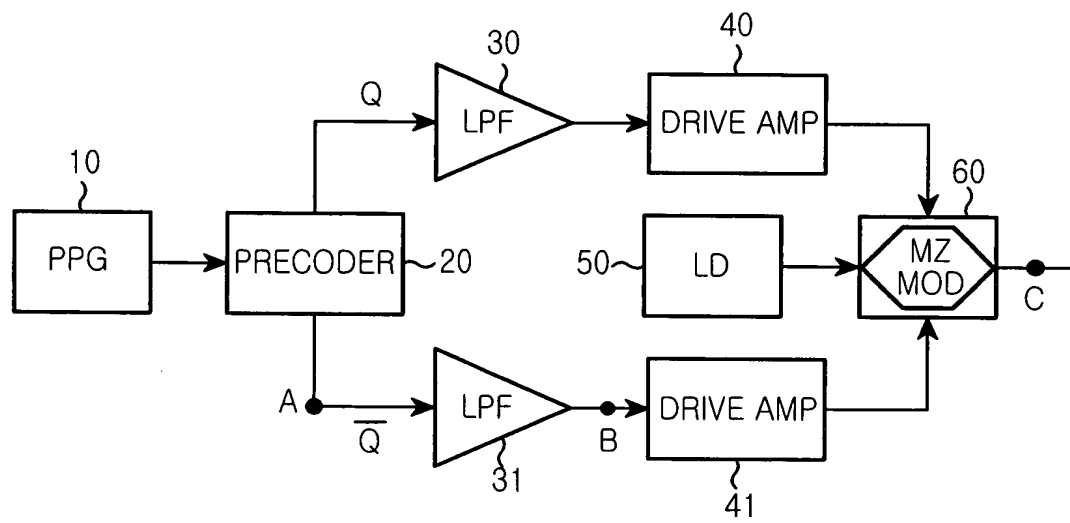 30
40
Q
LPF
DRIVE AMP
10
60
PPG
PRECODER
20
50
LD
MZ
MOD
C
A
Q̅
LPF
B
DRIVE AMP
31
41